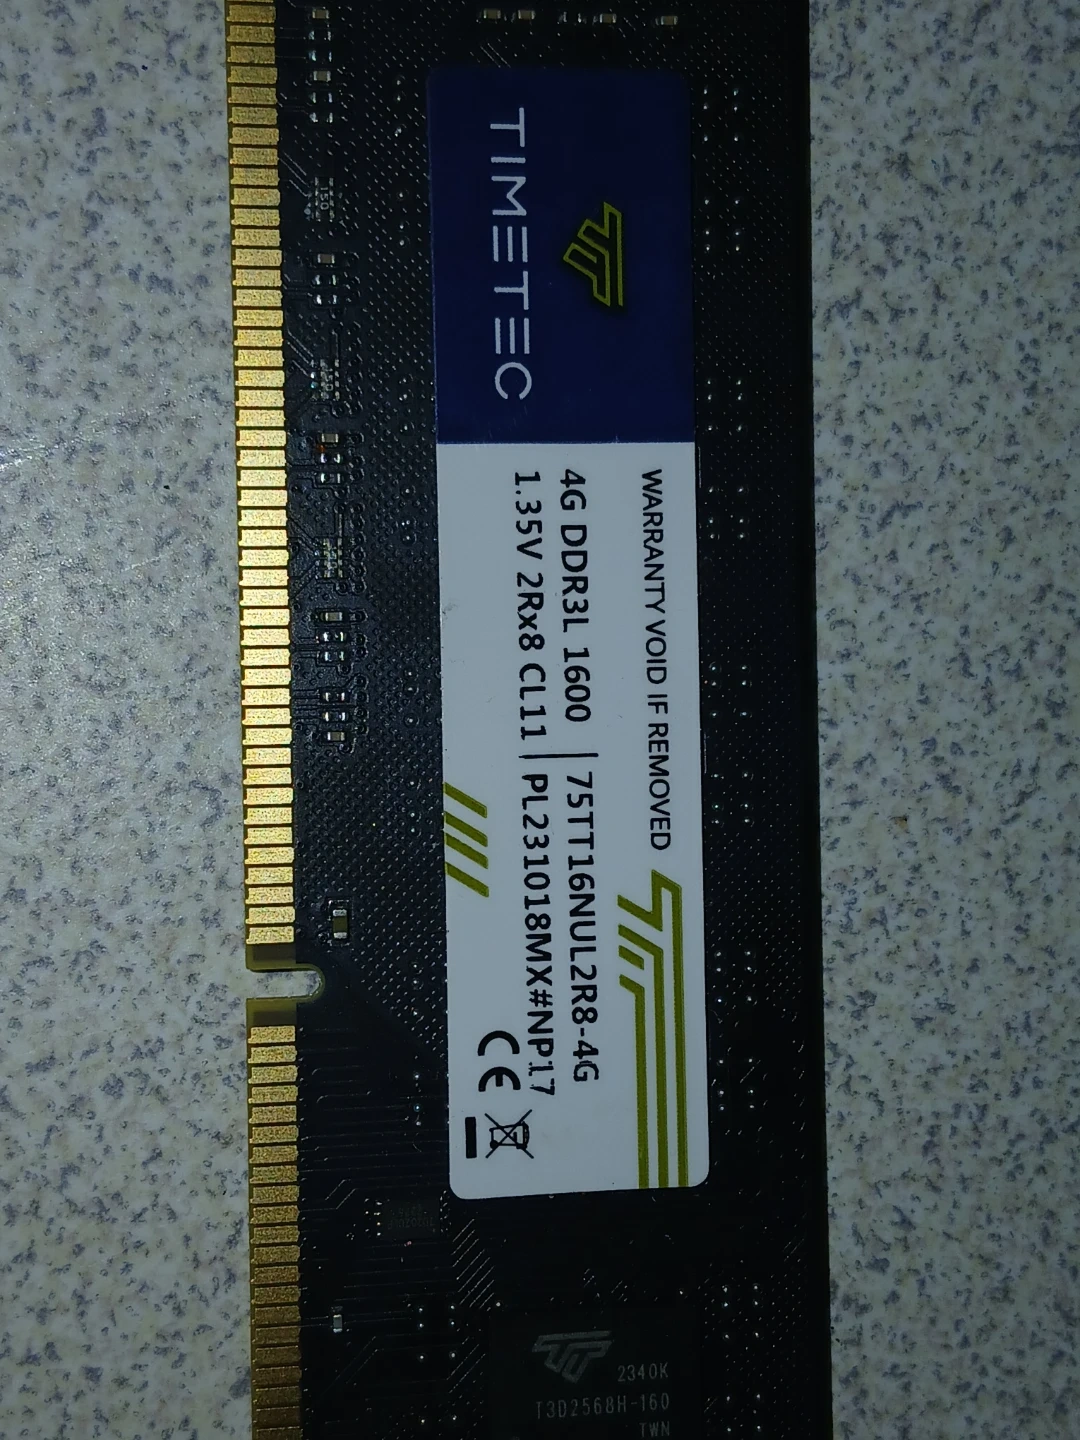 TIMETEC
WARRANTY VOID IF REMOVED
4G DDR3L 1600 | 75TT16NUL2R8-4G
1.35V 2Rx8 CL11 | PL231018MX#NP17
CE
2340K
T3D2568H-160
TWN